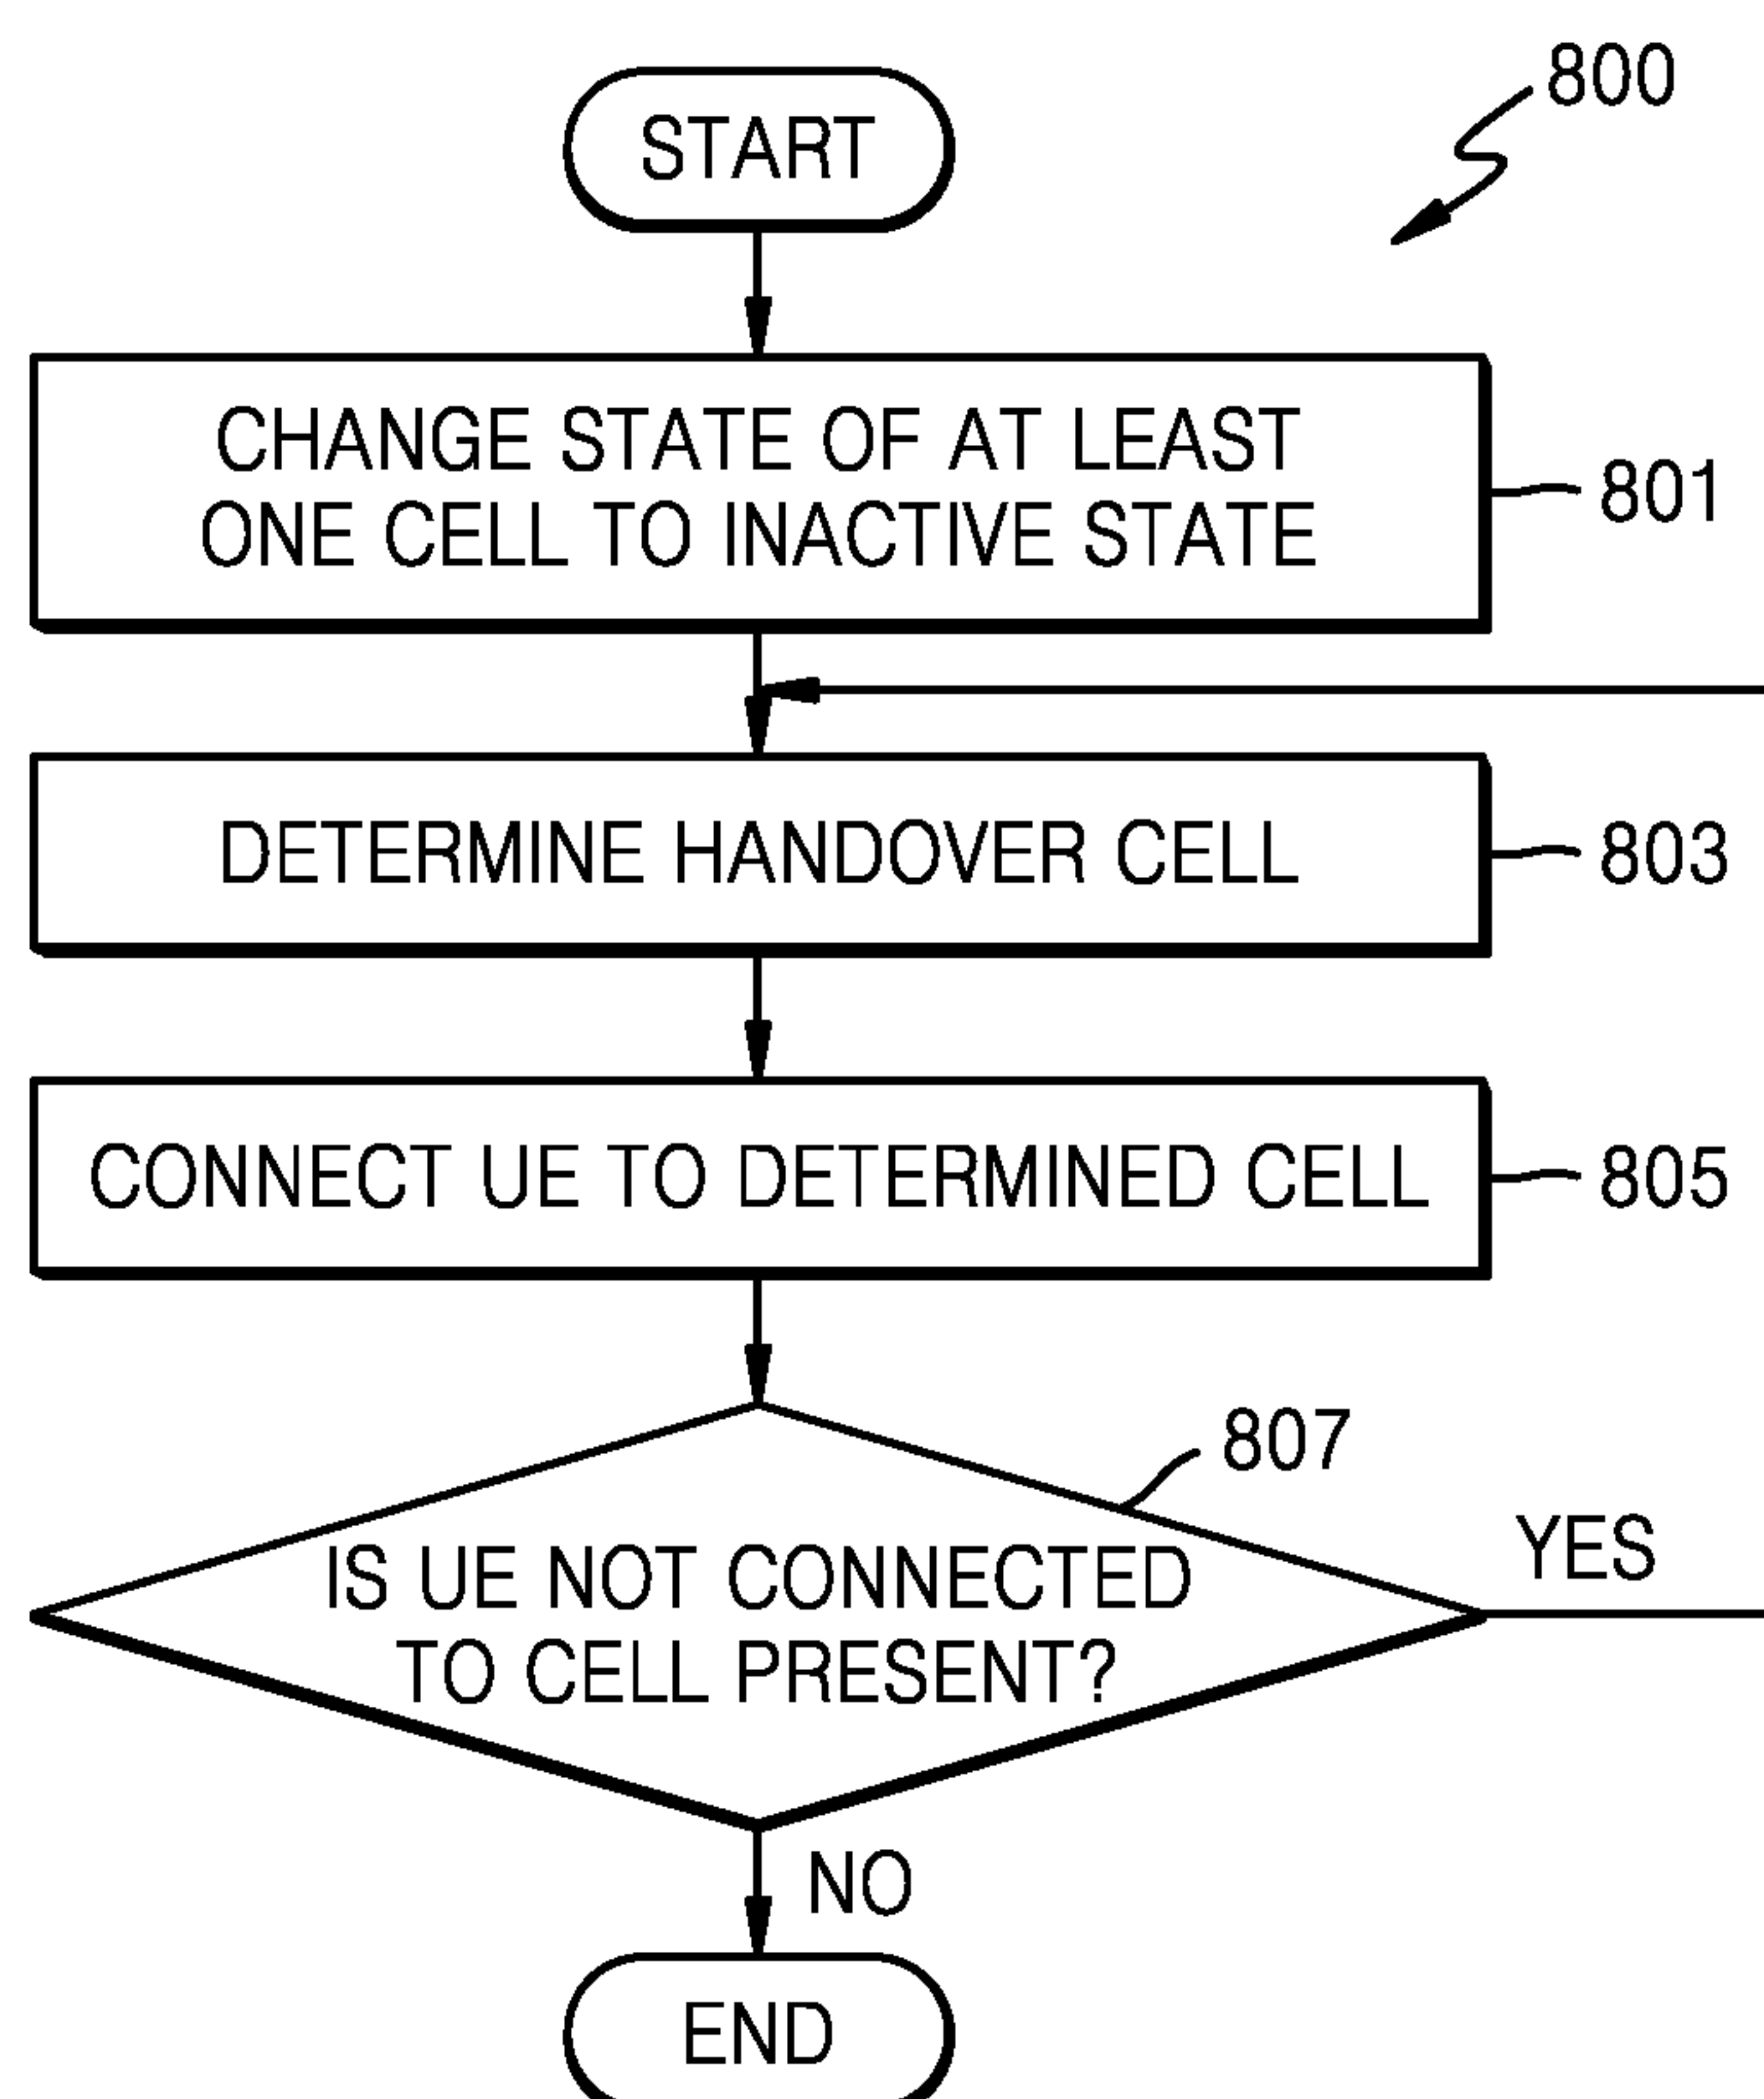 800
START
CHANGE STATE OF AT LEAST
ONE CELL TO INACTIVE STATE
801
DETERMINE HANDOVER CELL
803
CONNECT UE TO DETERMINED CELL
805
807
IS UE NOT CONNECTED
TO CELL PRESENT?
YES
NO
END